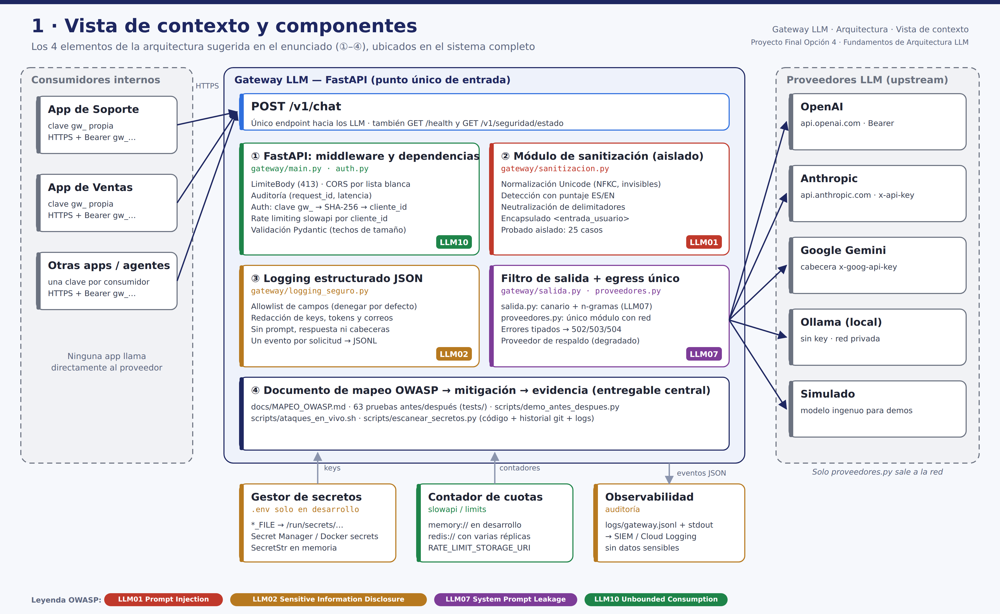 1 · Vista de contexto y componentes
Los 4 elementos de la arquitectura sugerida en el enunciado (①–④), ubicados en el sistema completo
Gateway LLM · Arquitectura · Vista de contexto
Proyecto Final Opción 4 · Fundamentos de Arquitectura LLM
Consumidores internos
App de Soporte
clave gw_ propia
HTTPS + Bearer gw_…
App de Ventas
clave gw_ propia
HTTPS + Bearer gw_…
Otras apps / agentes
una clave por consumidor
HTTPS + Bearer gw_…
Ninguna app llama
directamente al proveedor
HTTPS
Gateway LLM — FastAPI (punto único de entrada)
POST /v1/chat
Único endpoint hacia los LLM · también GET /health y GET /v1/seguridad/estado
① FastAPI: middleware y dependencias
gateway/main.py · auth.py
LimiteBody (413) · CORS por lista blanca
Auditoría (request_id, latencia)
Auth: clave gw_ → SHA-256 → cliente_id
Rate limiting slowapi por cliente_id
Validación Pydantic (techos de tamaño)
LLM10
② Módulo de sanitización (aislado)
gateway/sanitizacion.py
Normalización Unicode (NFKC, invisibles)
Detección con puntaje ES/EN
Neutralización de delimitadores
Encapsulado <entrada_usuario>
Probado aislado: 25 casos
LLM01
③ Logging estructurado JSON
gateway/logging_seguro.py
Allowlist de campos (denegar por defecto)
Redacción de keys, tokens y correos
Sin prompt, respuesta ni cabeceras
Un evento por solicitud → JSONL
LLM02
Filtro de salida + egress único
gateway/salida.py · proveedores.py
salida.py: canario + n-gramas (LLM07)
proveedores.py: único módulo con red
Errores tipados → 502/503/504
Proveedor de respaldo (degradado)
LLM07
④ Documento de mapeo OWASP → mitigación → evidencia (entregable central)
docs/MAPEO_OWASP.md · 63 pruebas antes/después (tests/) · scripts/demo_antes_despues.py
scripts/ataques_en_vivo.sh · scripts/escanear_secretos.py (código + historial git + logs)
Proveedores LLM (upstream)
OpenAI
api.openai.com · Bearer
Anthropic
api.anthropic.com · x-api-key
Google Gemini
cabecera x-goog-api-key
Ollama (local)
sin key · red privada
Simulado
modelo ingenuo para demos
Solo proveedores.py sale a la red
keys
contadores
eventos JSON
Gestor de secretos
.env solo en desarrollo
*_FILE → /run/secrets/…
Secret Manager / Docker secrets
SecretStr en memoria
Contador de cuotas
slowapi / limits
memory:// en desarrollo
redis:// con varias réplicas
RATE_LIMIT_STORAGE_URI
Observabilidad
auditoría
logs/gateway.jsonl + stdout
→ SIEM / Cloud Logging
sin datos sensibles
Leyenda OWASP:
LLM01 Prompt Injection
LLM02 Sensitive Information Disclosure
LLM07 System Prompt Leakage
LLM10 Unbounded Consumption